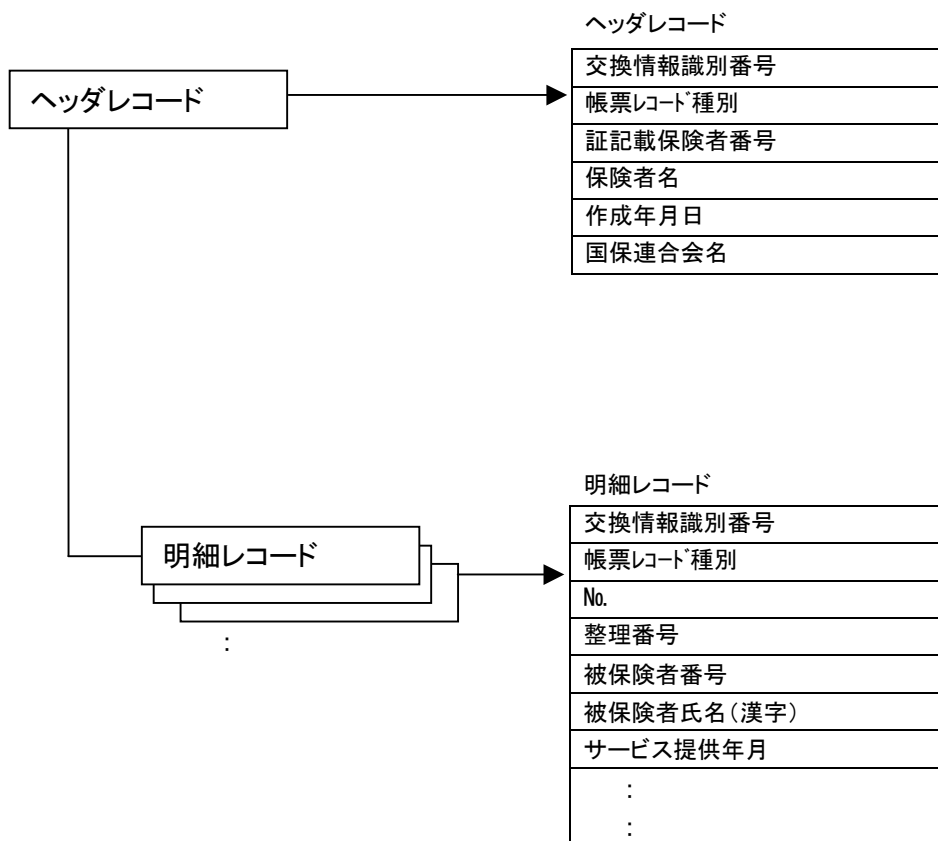 ヘッダレコード
ヘッダレコード
交換情報識別番号
帳票ﾚｺｰﾄﾞ種別
証記載保険者番号
保険者名
作成年月日
国保連合会名
明細レコード
:
明細レコード
交換情報識別番号
帳票ﾚｺｰﾄﾞ種別
№
整理番号
被保険者番号
被保険者氏名(漢字)
サービス提供年月
:
: